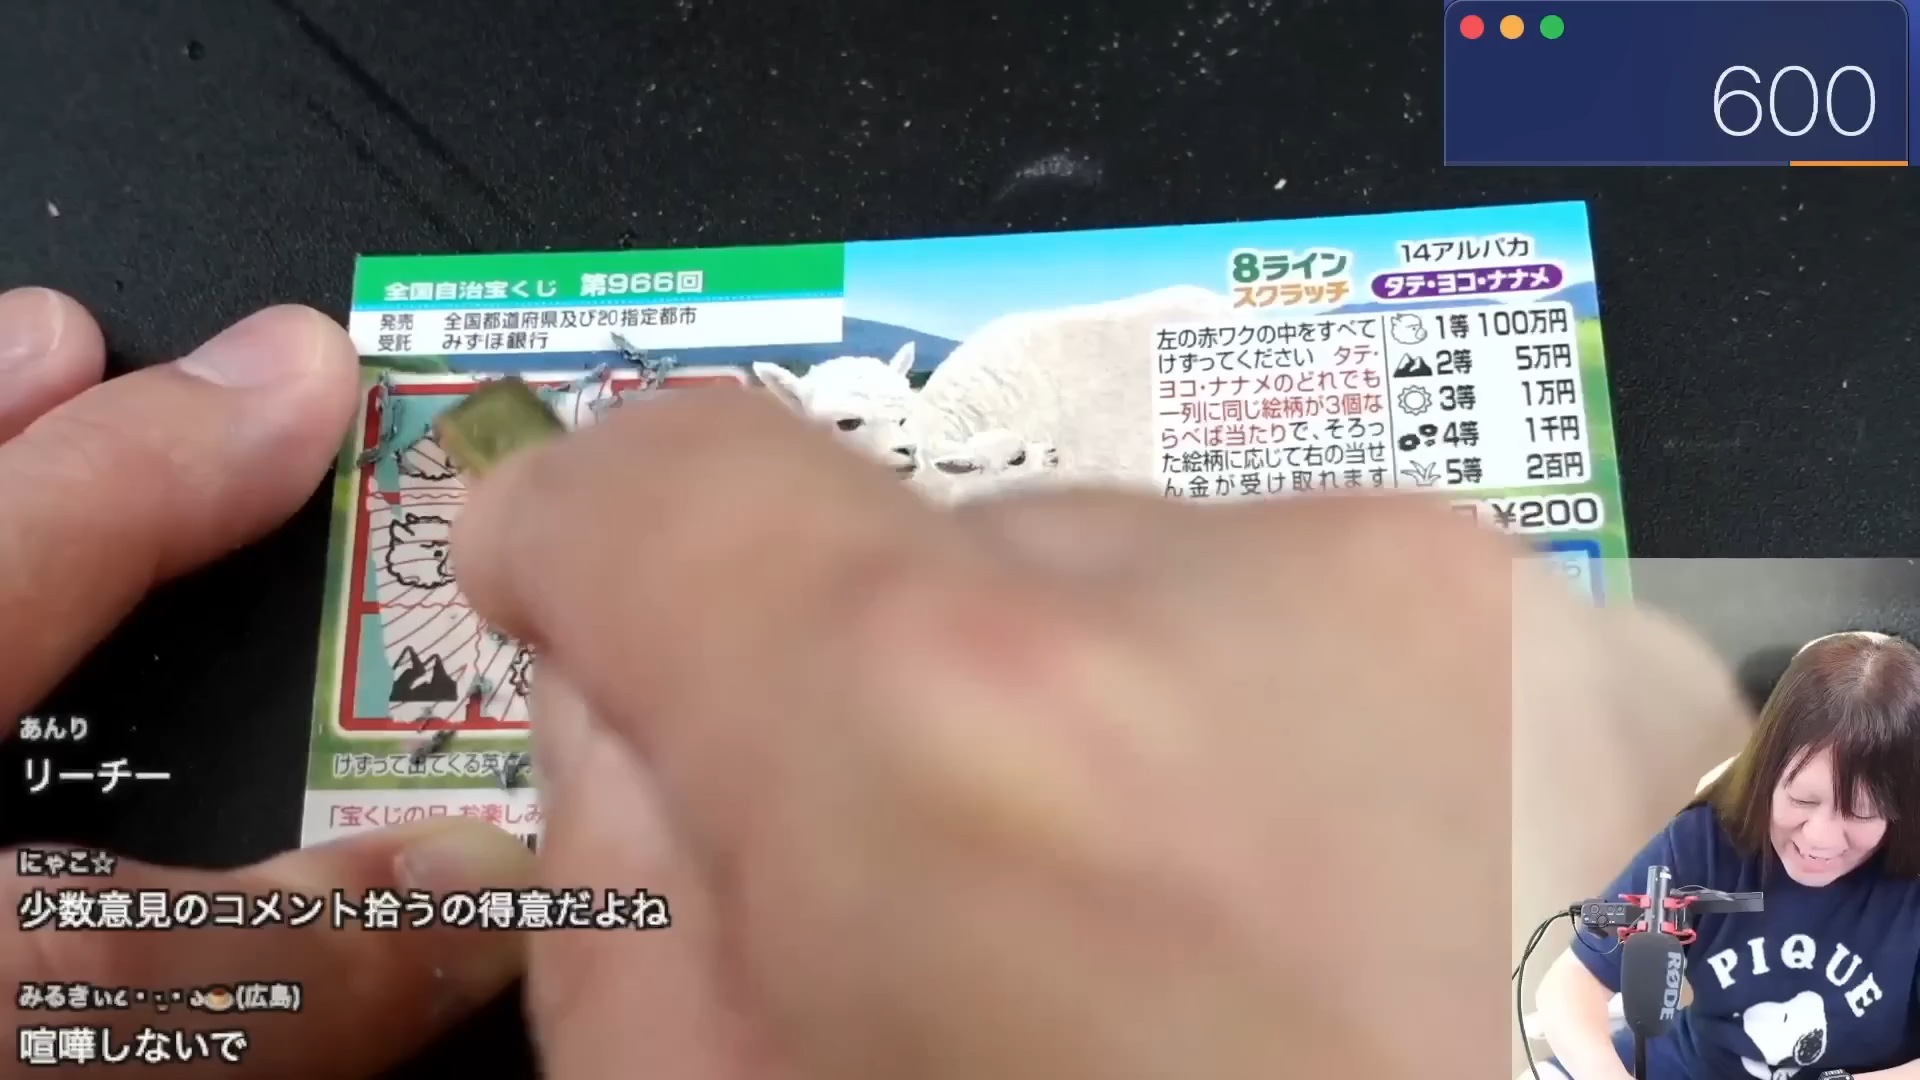 600
全国自治宝くじ 第966回
発売 全国都道府県及び20指定都市
受託 みずほ銀行
8ライン
スクラッチ
14アルパカ
タテ・ヨコ・ナナメ
左の赤ワクの中をすべて
けずってください タテ・
ヨコ・ナナメのどれでも
一列に同じ絵柄が3個な
らべば当たりで、そろっ
た絵柄に応じて右の当せ
ん金が受け取れます
1等 100万円
2等 5万円
3等 1万円
4等 1千円
5等 2百円
¥200
けずって出てくる英
「宝くじの日 お楽しみ
あんり
リーチー
にゃこ☆
少数意見のコメント拾うの得意だよね
(広島)
喧嘩しないで
PIQUE
RØDE